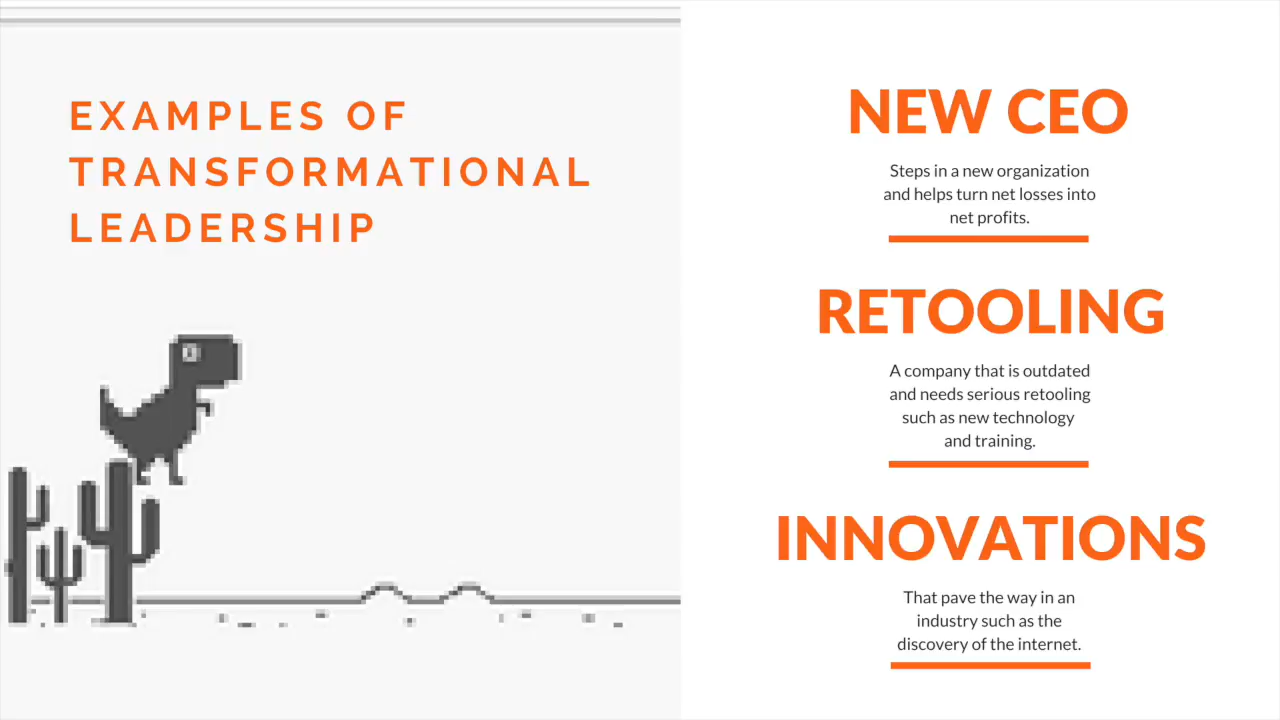 EXAMPLES OF
TRANSFORMATIONAL
LEADERSHIP
NEW CEO
Steps in a new organization
and helps turn net losses into
net profits.
RETOOLING
A company that is outdated
and needs serious retooling
such as new technology
and training.
INNOVATIONS
That pave the way in an
industry such as the
discovery of the internet.